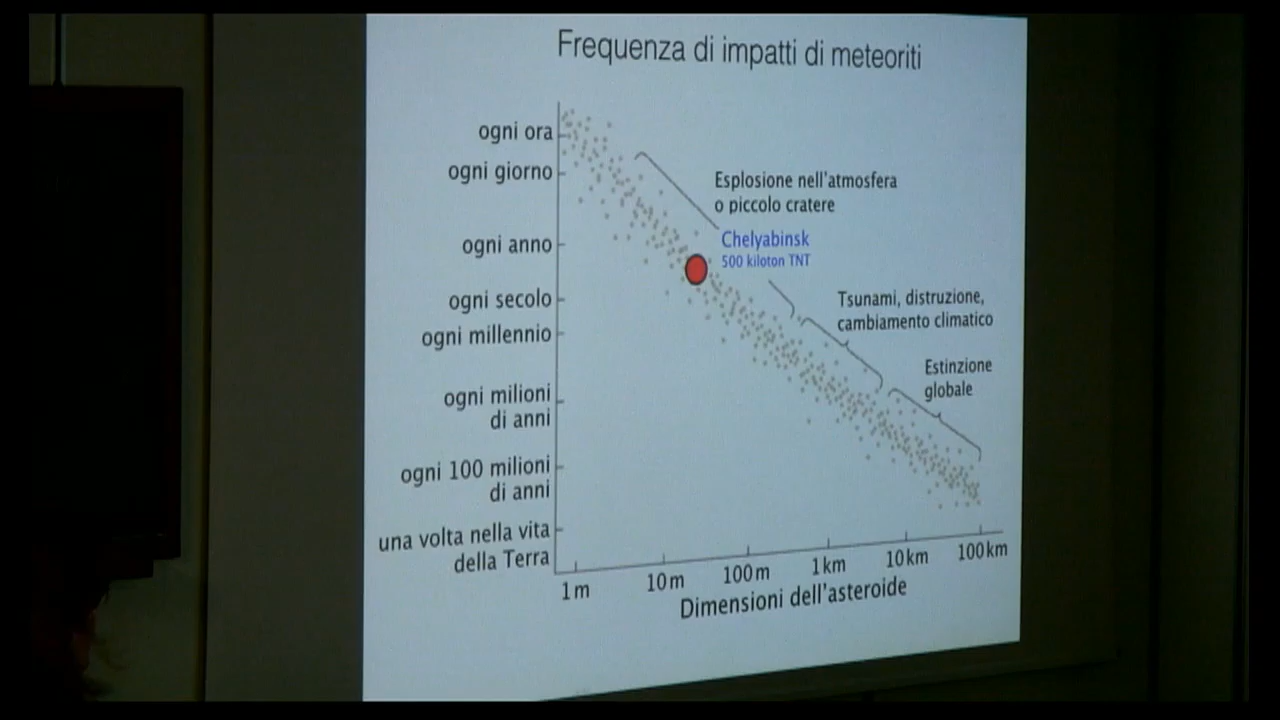 Frequenza di impatti di meteoriti
ogni ora
ogni giorno
ogni anno
ogni secolo
ogni millennio
ogni milioni
di anni
ogni 100 milioni
di anni
una volta nella vita
della Terra
Esplosione nell'atmosfera
o piccolo cratere
Chelyabinsk
500 kiloton TNT
Tsunami, distruzione,
cambiamento climatico
Estinzione
globale
1 m
10 m
100 m
1 km
10 km
100 km
Dimensioni dell'asteroide